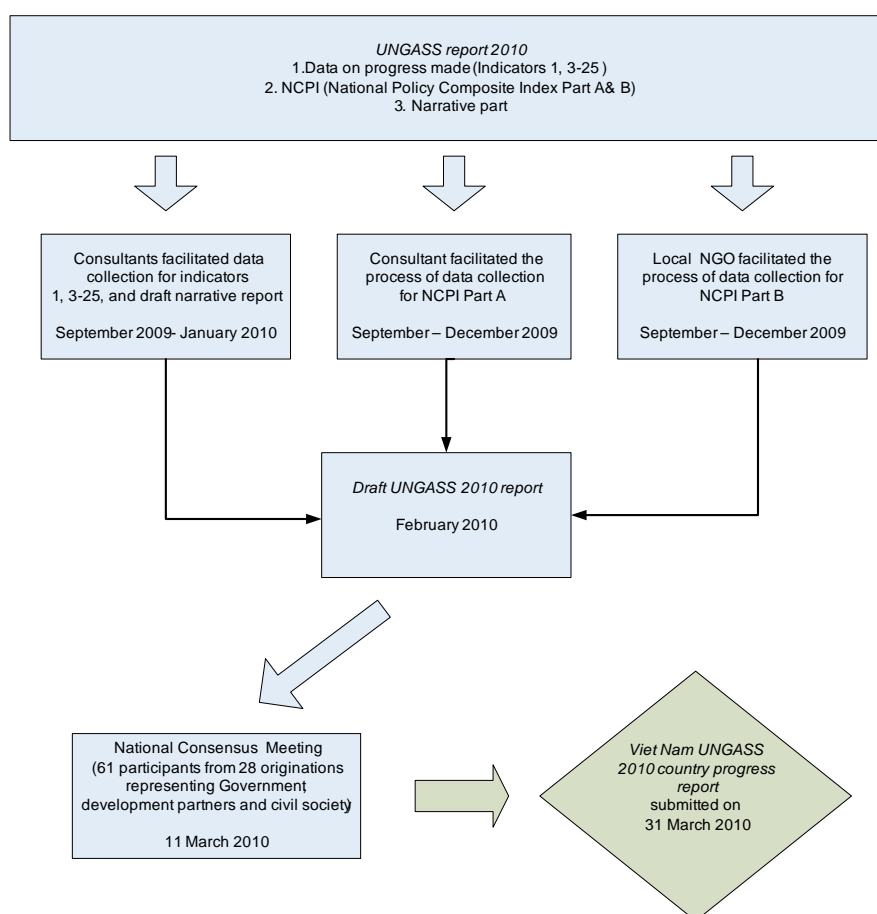 UNGASS report 2010
1.Data on progress made (Indicators 1, 3-25 )
2. NCPI (National Policy Composite Index Part A& B)
3. Narrative part
Consultants facilitated data
collection for indicators
1, 3-25, and draft narrative report
September 2009- January 2010
Consultant facilitated the
process of data collection
for NCPI Part A
September – December 2009
Local NGO facilitated the
process of data collection for
NCPI Part B
September – December 2009
Draft UNGASS 2010 report
February 2010
National Consensus Meeting
(61 participants from 28 originations
representing Government,
development partners and civil society)
11 March 2010
Viet Nam UNGASS
2010 country progress
report
submitted on
31 March 2010